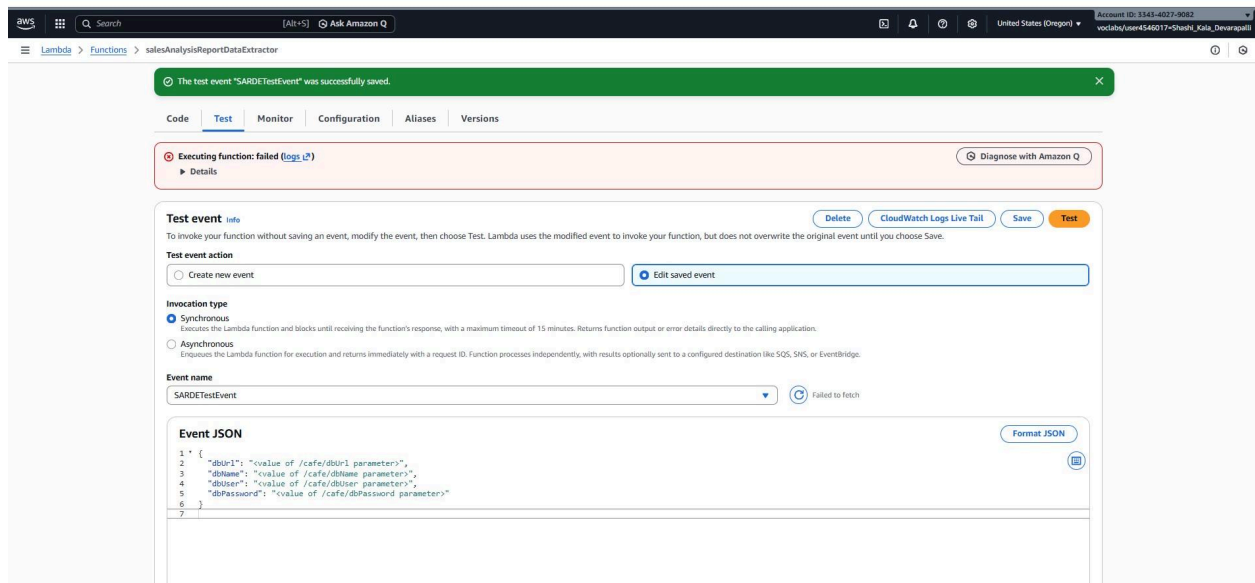 aws
Search [Alt+S] Ask Amazon Q United States (Oregon) Account ID: 3343-4027-9082
voclabs/user4546017=Shashi_Kala_Devarapalli
Lambda > Functions > salesAnalysisReportDataExtractor
The test event "SARDETestEvent" was successfully saved.
Code Test Monitor Configuration Aliases Versions
Executing function: failed (logs) Diagnose with Amazon Q
Details
Test event Info Delete CloudWatch Logs Live Tail Save Test
To invoke your function without saving an event, modify the event, then choose Test. Lambda uses the modified event to invoke your function, but does not overwrite the original event until you choose Save.
Test event action
Create new event Edit saved event
Invocation type
Synchronous
Executes the Lambda function and blocks until receiving the function's response, with a maximum timeout of 15 minutes. Returns function output or error details directly to the calling application.
Asynchronous
Enqueues the Lambda function for execution and returns immediately with a request ID. Function processes independently, with results optionally sent to a configured destination like SQS, SNS, or EventBridge.
Event name
SARDETestEvent Failed to fetch
Event JSON Format JSON
1 {
2 "dbUrl": "<value of /cafe/dbUrl parameter>",
3 "dbName": "<value of /cafe/dbName parameter>",
4 "dbUser": "<value of /cafe/dbUser parameter>",
5 "dbPassword": "<value of /cafe/dbPassword parameter>"
6 }
7